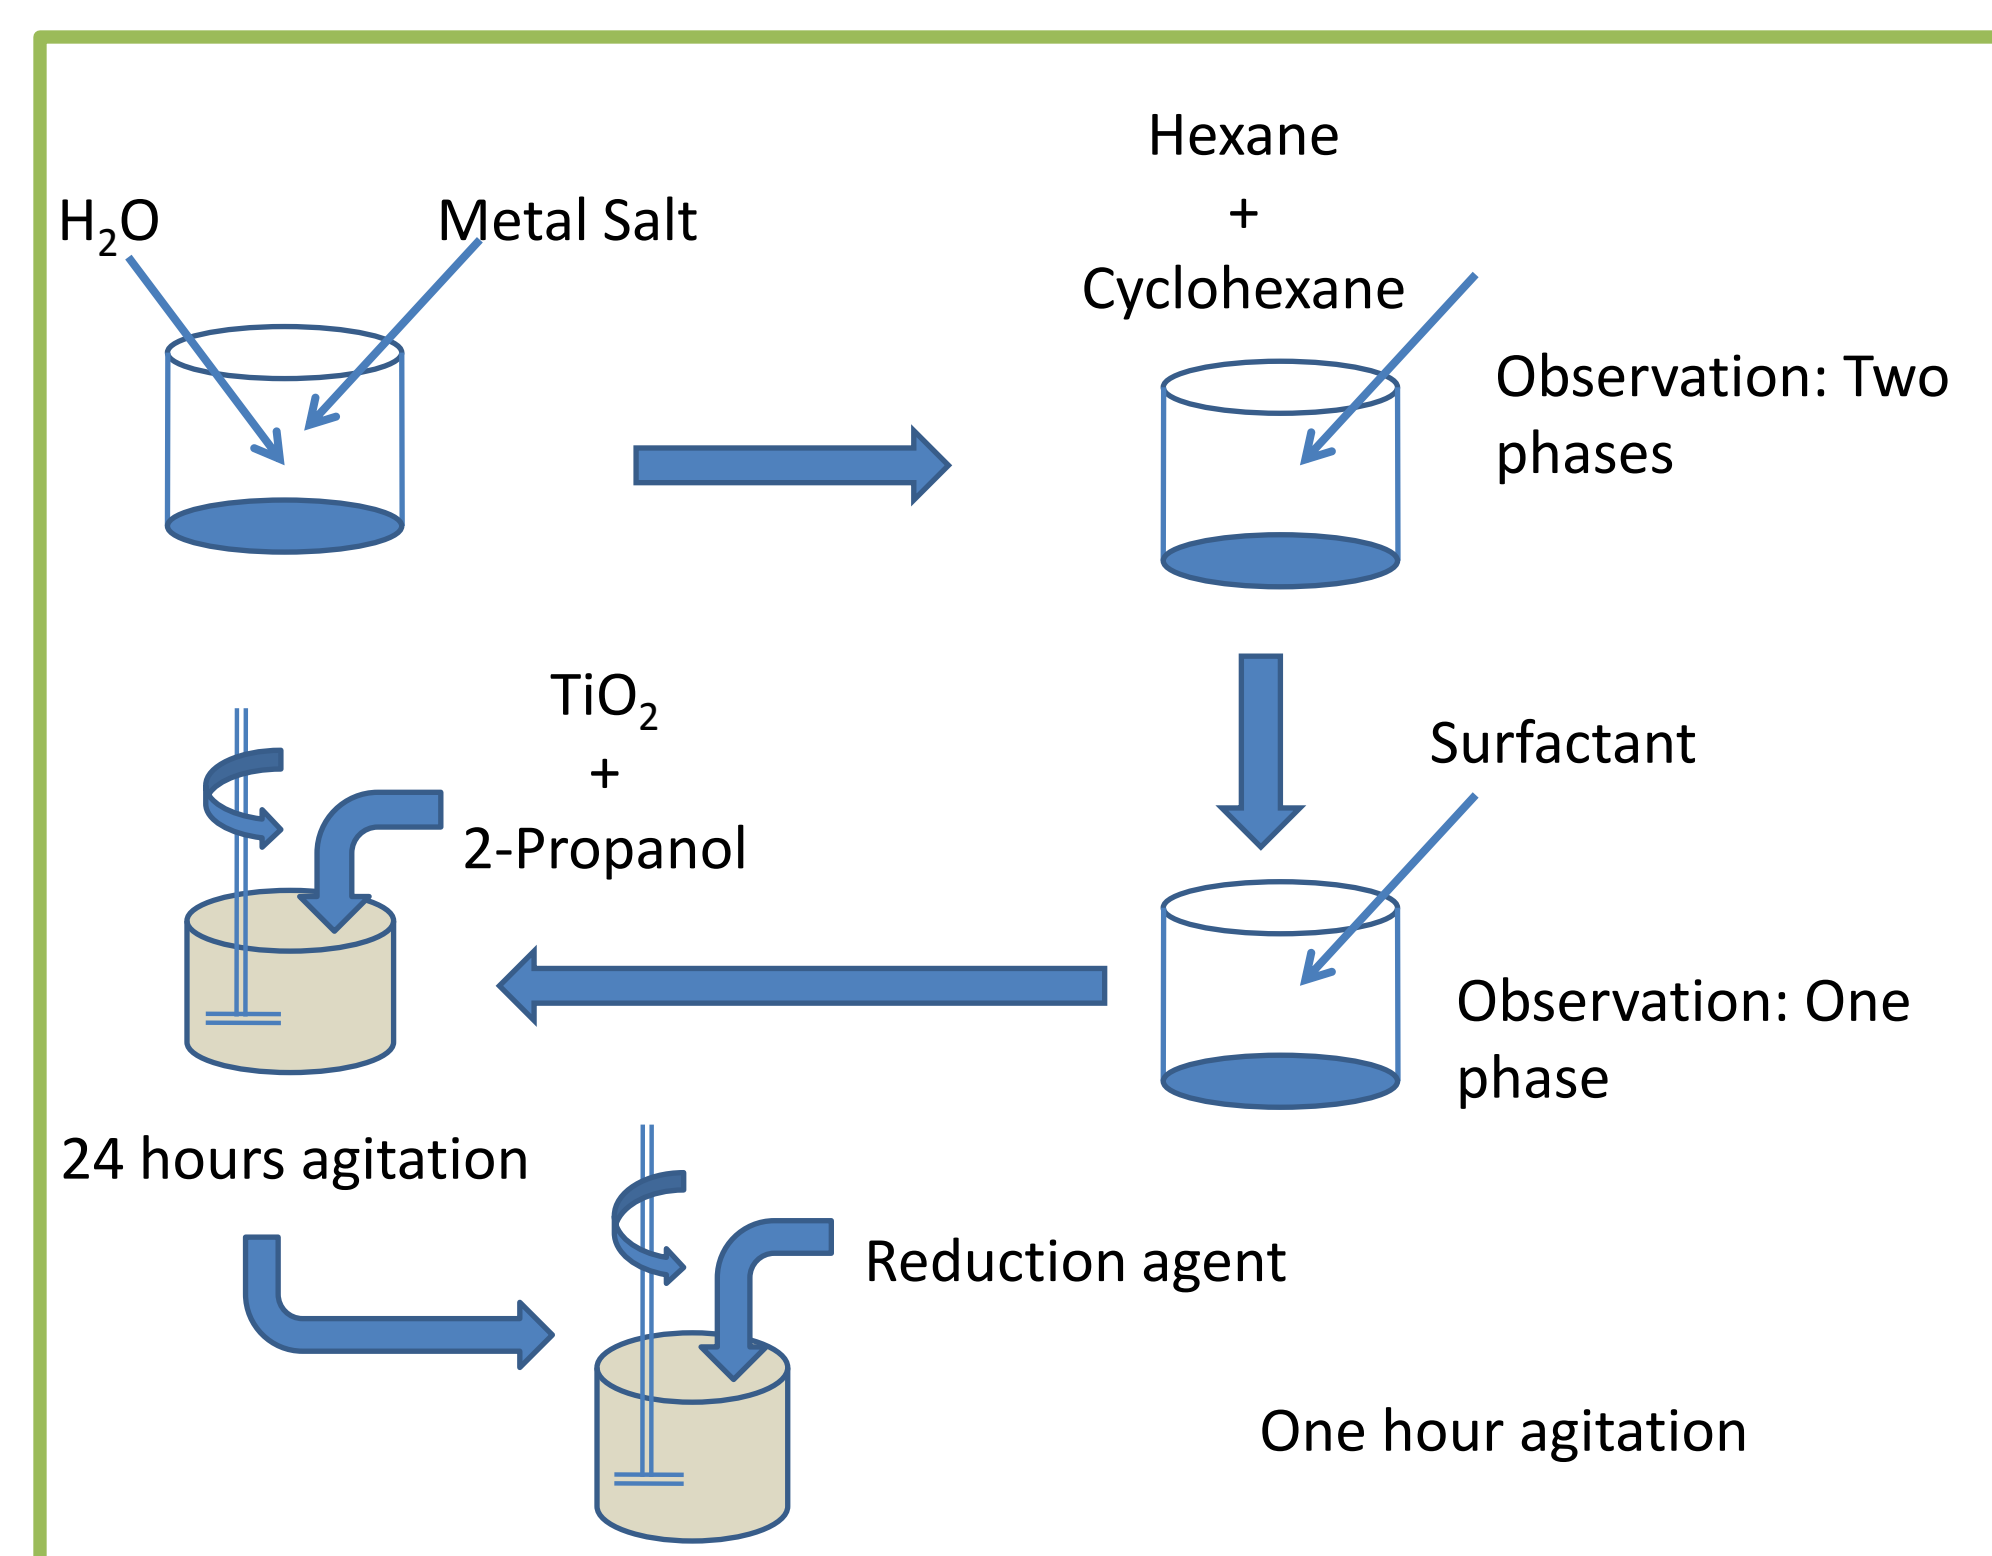 H₂O
Metal Salt
Hexane
+
Cyclohexane
Observation: Two
phases
Surfactant
Observation: One
phase
TiO₂
+
2-Propanol
24 hours agitation
Reduction agent
One hour agitation